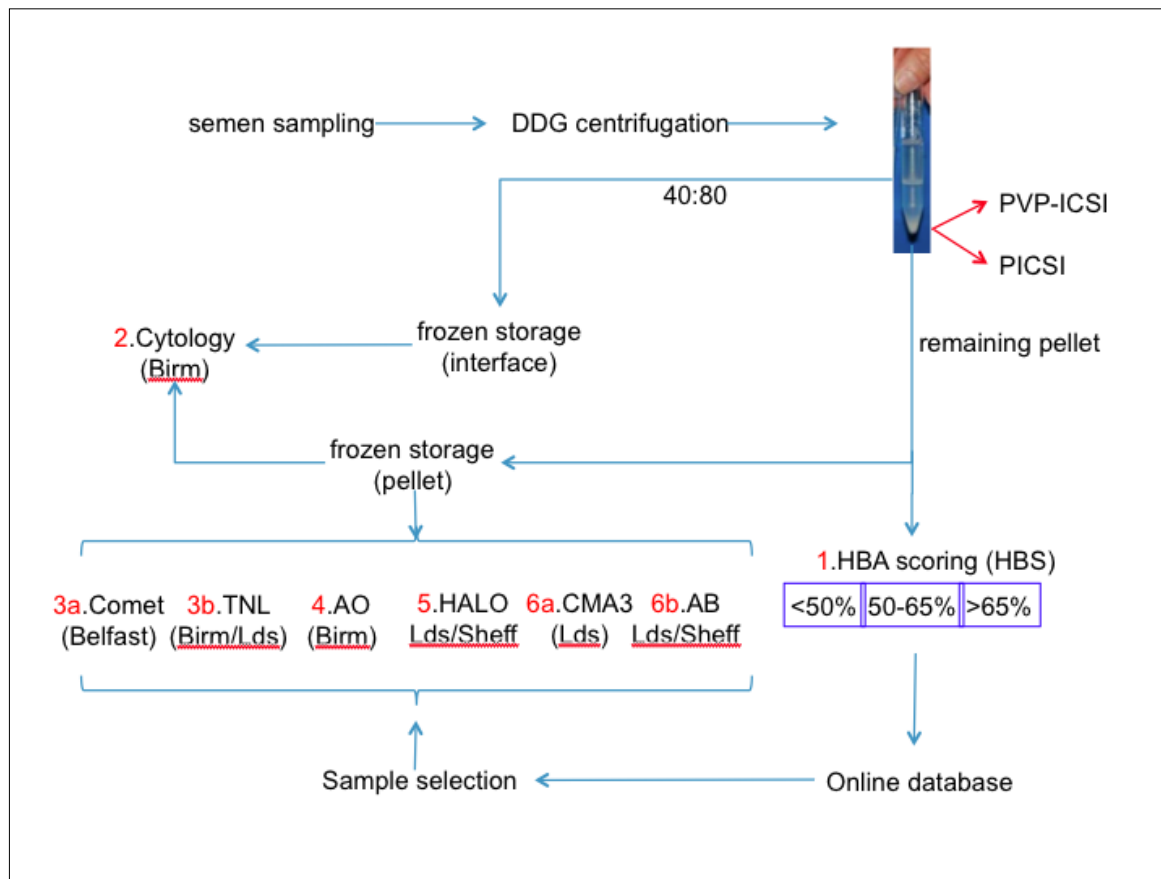 semen sampling
DDG centrifugation
40:80
PVP-ICSI
PICSI
2.Cytology
(Birm)
frozen storage
(interface)
remaining pellet
frozen storage
(pellet)
1.HBA scoring (HBS)
<50% 50-65% >65%
3a.Comet
(Belfast)
3b.TNL
(Birm/Lds)
4.AO
(Birm)
5.HALO
Lds/Sheff
6a.CMA3
(Lds)
6b.AB
Lds/Sheff
Sample selection
Online database